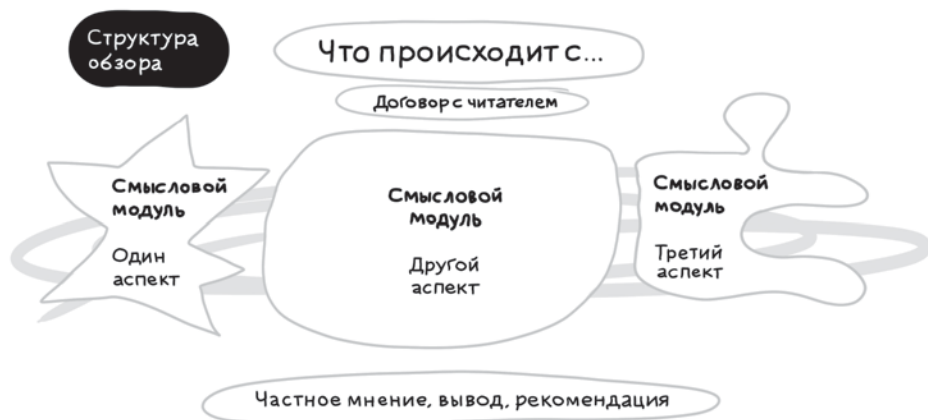 Структура
обзора
Что происходит с...
Договор с читателем
Смысловой
модуль
Один
аспект
Смысловой
модуль
Другой
аспект
Смысловой
модуль
Третий
аспект
Частное мнение, вывод, рекомендация